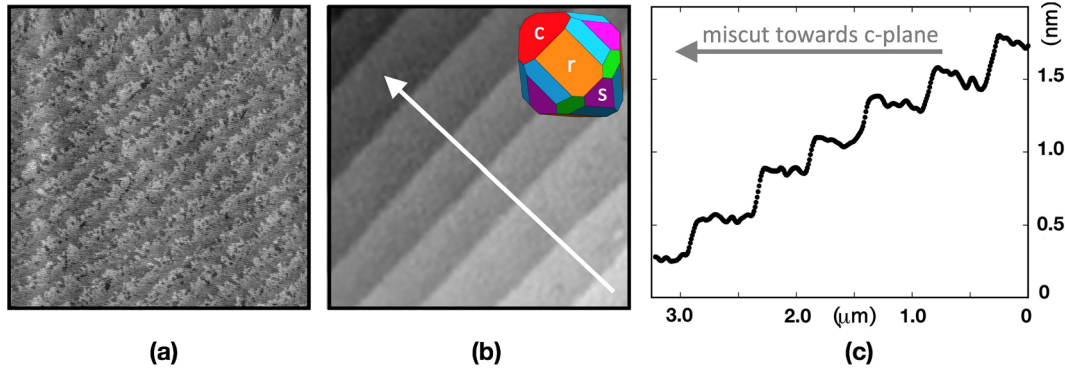 C
r
S
miscut towards c-plane
(nm)
1.5
1.0
0.5
0
3.0
2.0
(μm)
1.0
0
(a)
(b)
(c)